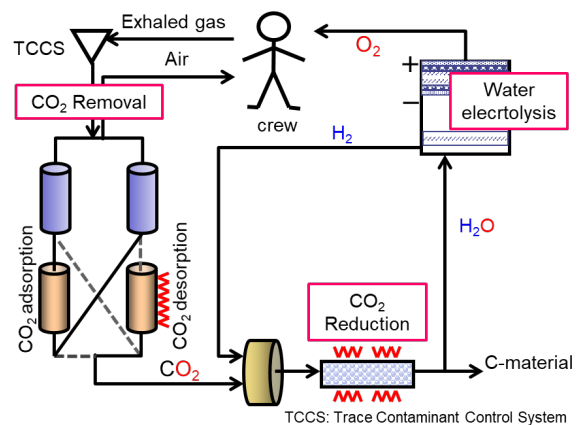 Exhaled gas
TCCS
O₂
Air
CO₂ Removal
crew
+
−
Water
elecrtolysis
H₂
H₂O
CO₂ adsorption
CO₂ desorption
CO₂
Reduction
CO₂
C-material
TCCS: Trace Contaminant Control System